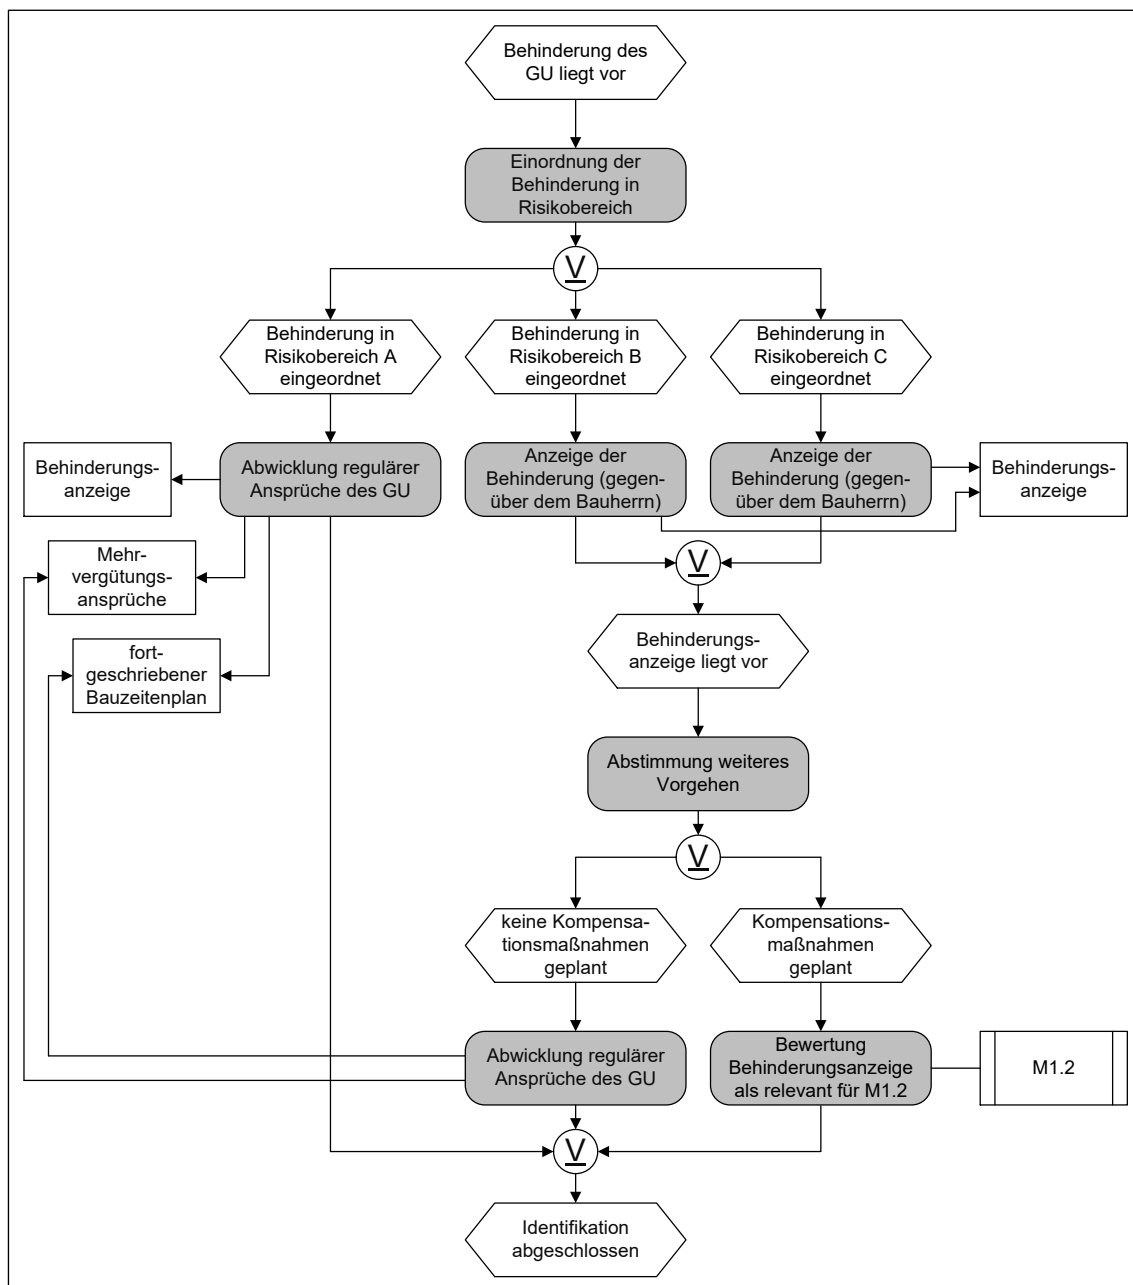 Behinderung des
GU liegt vor
Einordnung der
Behinderung in
Risikobereich
V
Behinderung in
Risikobereich A
eingeordnet
Behinderung in
Risikobereich B
eingeordnet
Behinderung in
Risikobereich C
eingeordnet
Behinderungs-
anzeige
Abwicklung regulärer
Ansprüche des GU
Anzeige der
Behinderung (gegen-
über dem Bauherrn)
Anzeige der
Behinderung (gegen-
über dem Bauherrn)
Behinderungs-
anzeige
Mehr-
vergütungs-
ansprüche
V
fort-
geschriebener
Bauzeitenplan
Behinderungs-
anzeige liegt vor
Abstimmung weiteres
Vorgehen
V
keine Kompensa-
tionsmaßnahmen
geplant
Kompensations-
maßnahmen
geplant
Abwicklung regulärer
Ansprüche des GU
Bewertung
Behinderungsanzeige
als relevant für M1.2
M1.2
V
Identifikation
abgeschlossen